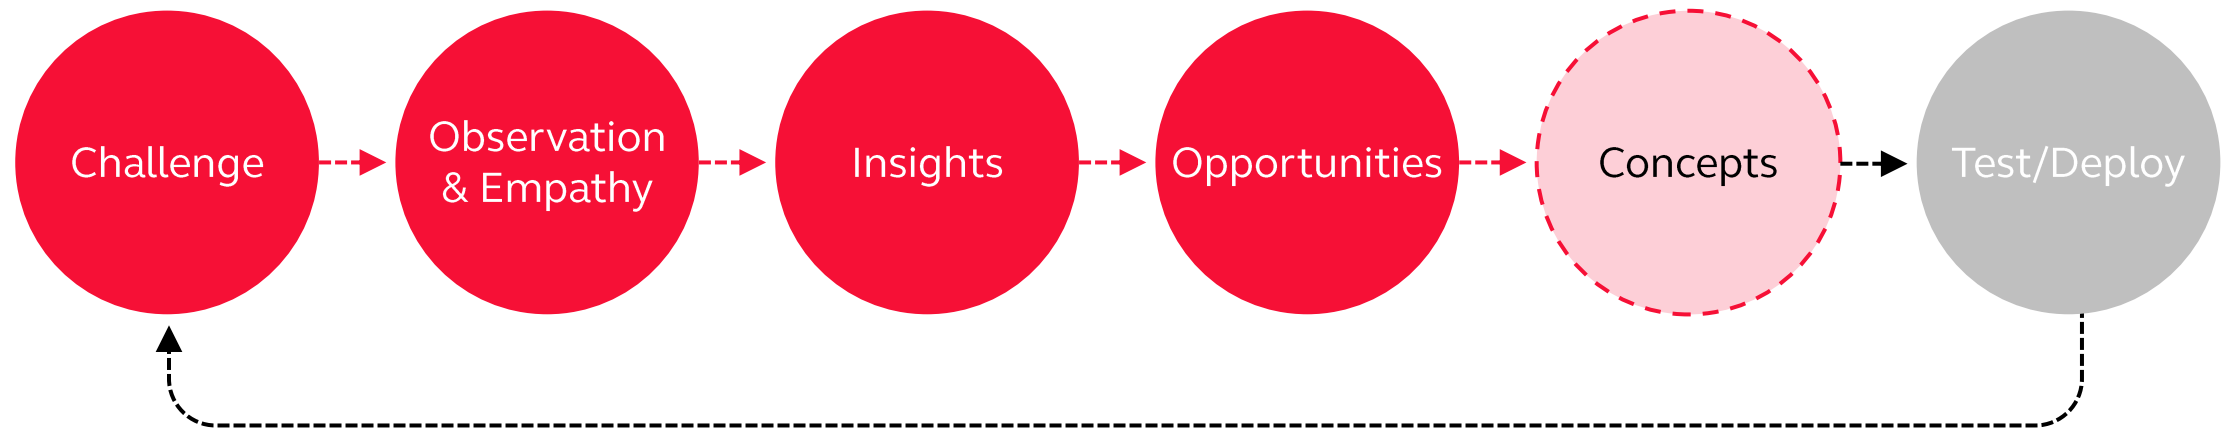 Challenge
Observation
& Empathy
Insights
Opportunities
Concepts
Test/Deploy